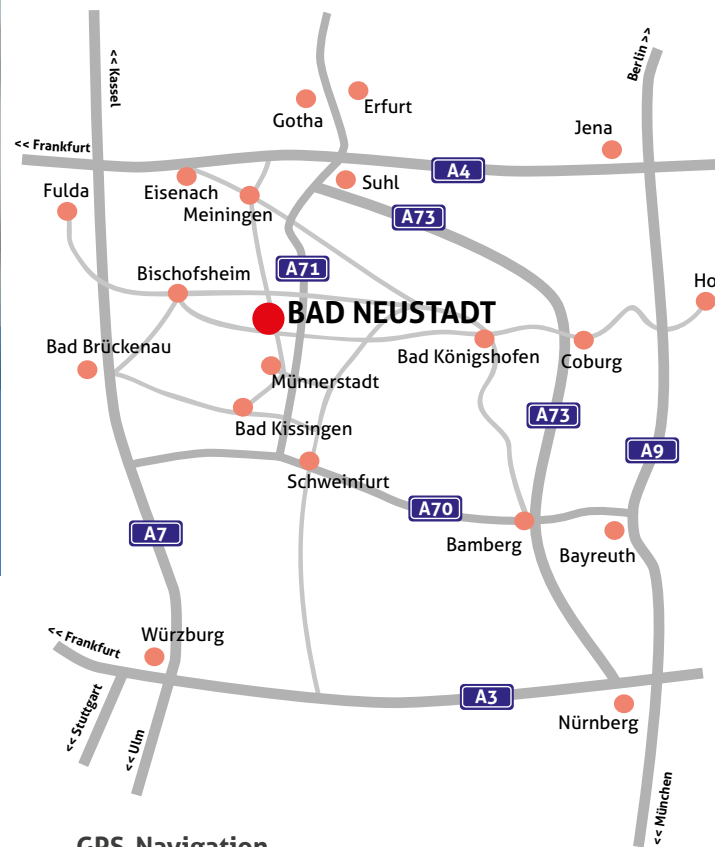 << Kassel
Berlin >>
Erfurt
Gotha
Jena
<< Frankfurt
A4
Fulda
Eisenach
Suhl
Meiningen
A73
Bischofsheim
A71
Ho
BAD NEUSTADT
Bad Brückenau
Bad Königshofen
Coburg
Münnerstadt
A73
Bad Kissingen
A9
Schweinfurt
A70
A7
Bamberg
Bayreuth
<< Frankfurt
Würzburg
A3
<< Stuttgart
<< Ulm
Nürnberg
<< München
GPS-Navigation